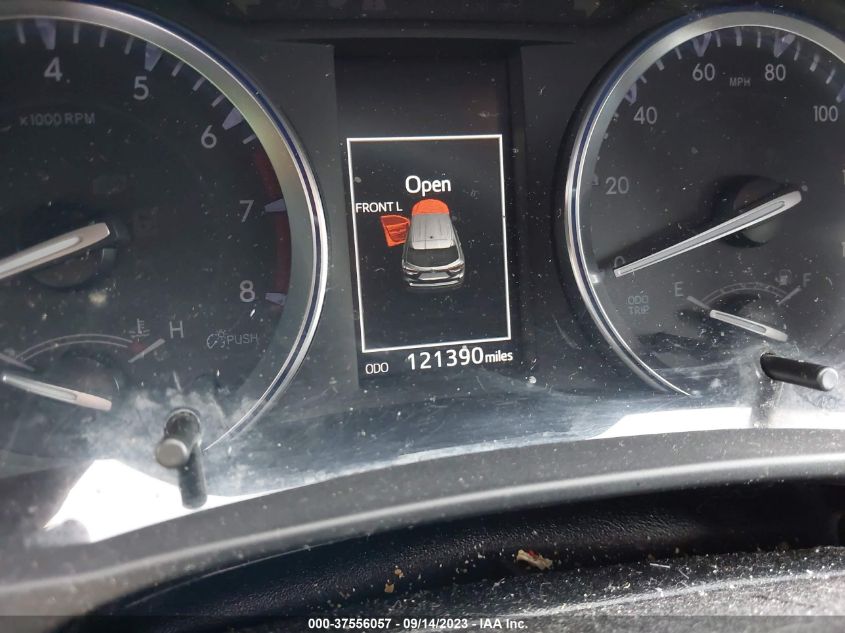 4
5
6
7
8
x1000 RPM
H
PUSH
Open
FRONT L
ODO 121390 miles
0
20
40
60
80
100
MPH
ODO
TRIP
E
F
000-37556057 - 09/14/2023 - IAA Inc.